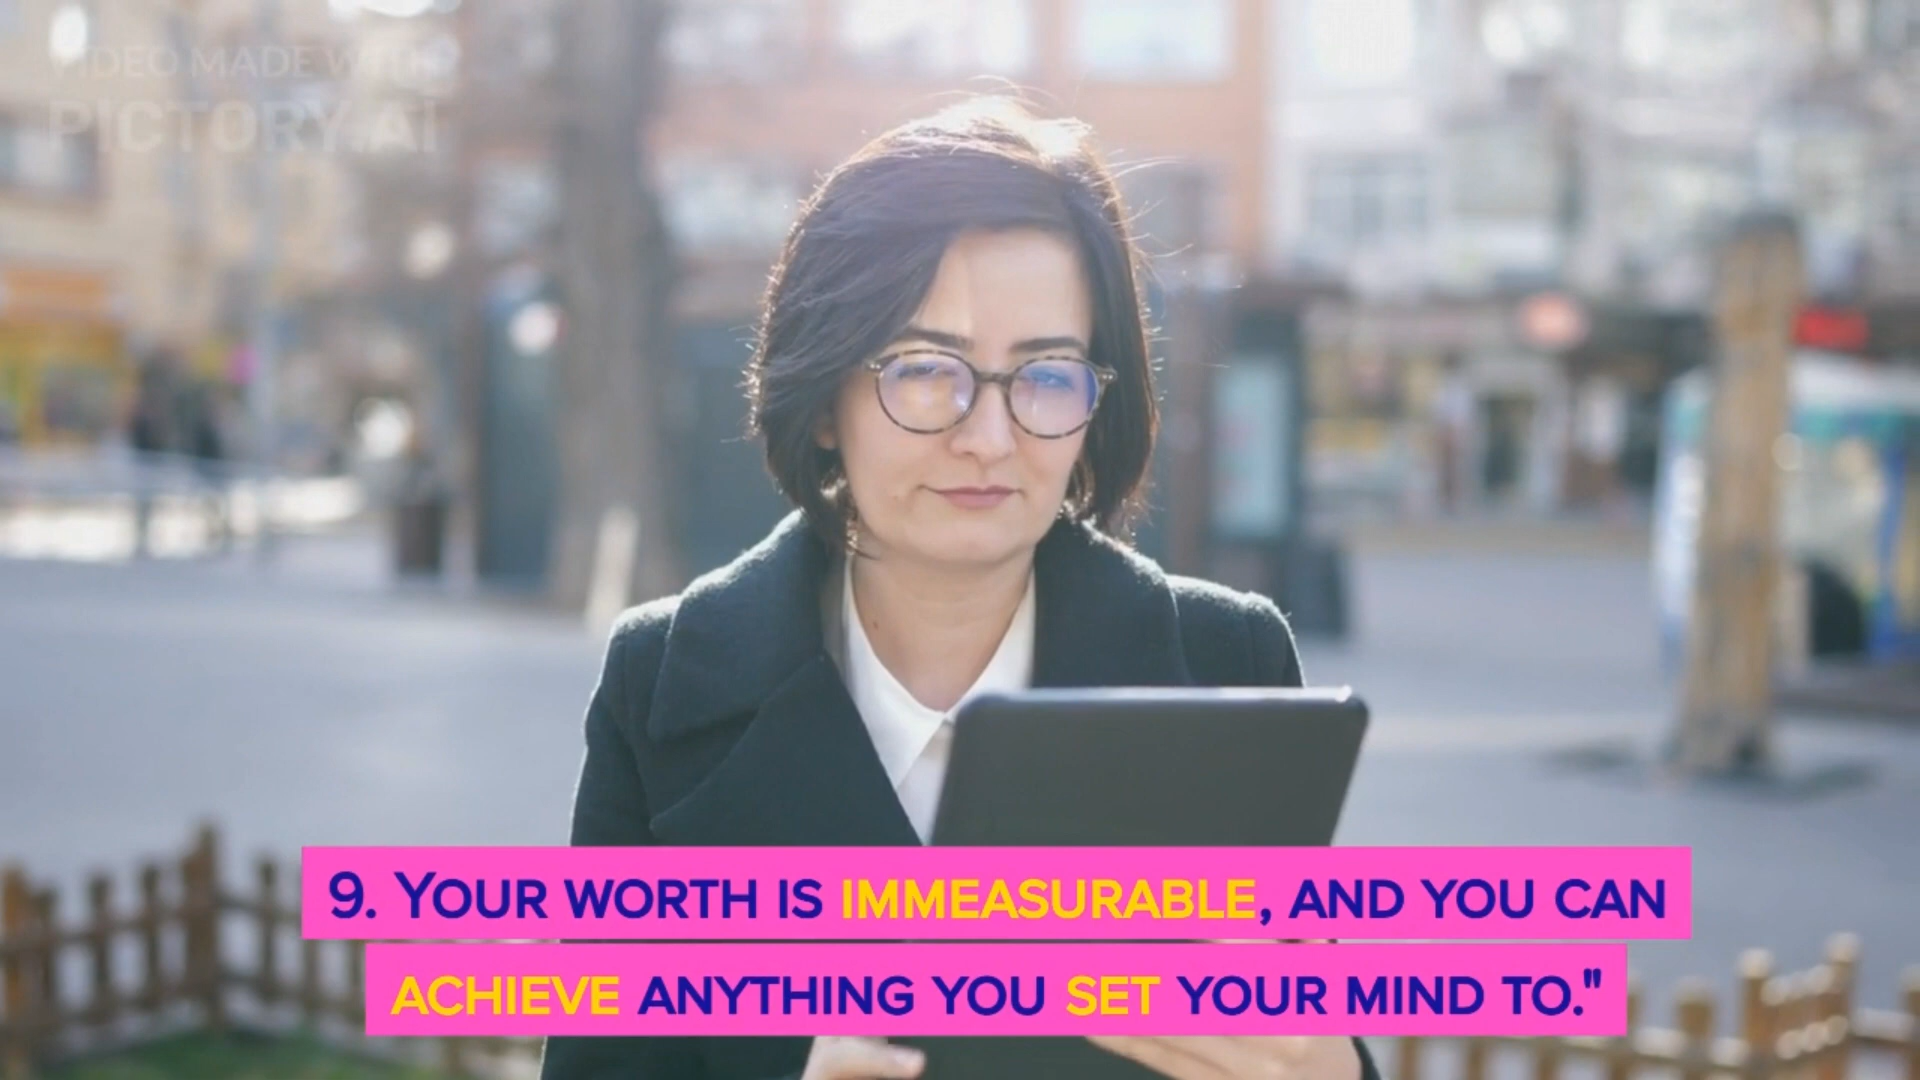 VIDEO MADE WITH
PICTORY.AI
9. YOUR WORTH IS IMMEASURABLE, AND YOU CAN
ACHIEVE ANYTHING YOU SET YOUR MIND TO."